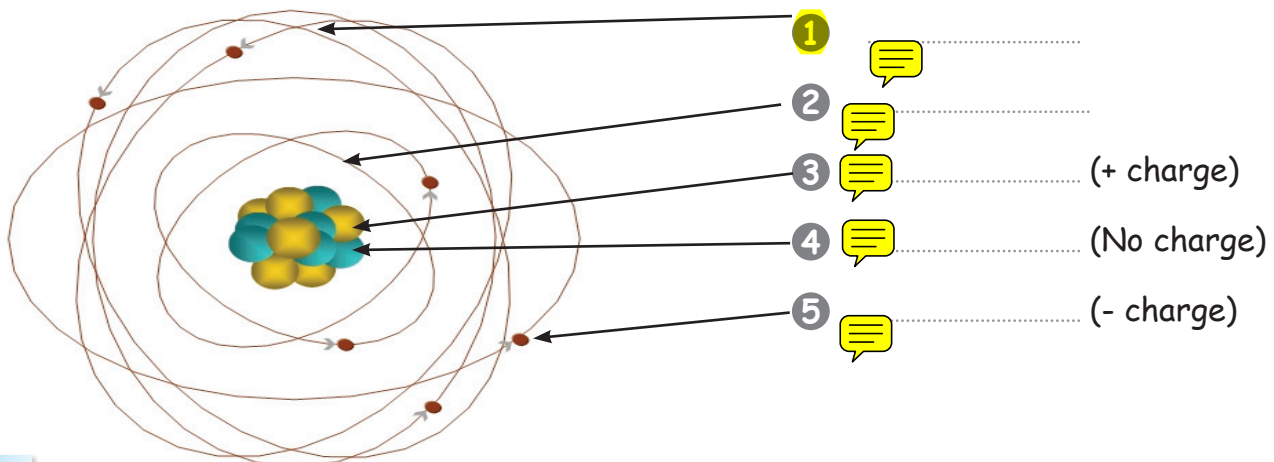 1 ........................................
2 ........................................
3 ........................................ (+ charge)
4 ........................................ (No charge)
5 ........................................ (- charge)